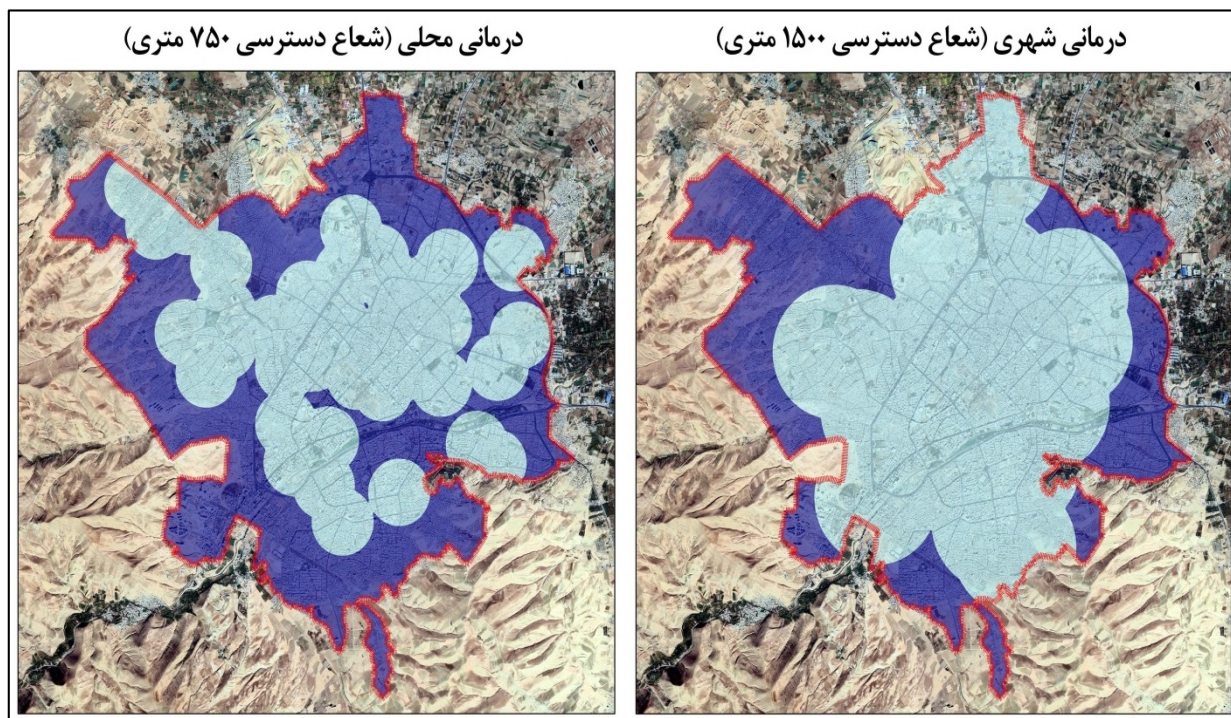 درمانی شهری (شعاع دسترسی ۱۵۰۰ متری)
درمانی محلی (شعاع دسترسی ۷۵۰ متری)